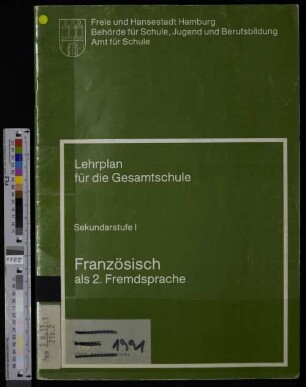 Freie und Hansestadt Hamburg
Behörde für Schule, Jugend und Berufsbildung
Amt für Schule
Lehrplan
für die Gesamtschule
Sekundarstufe I
Französisch
als 2. Fremdsprache
1991